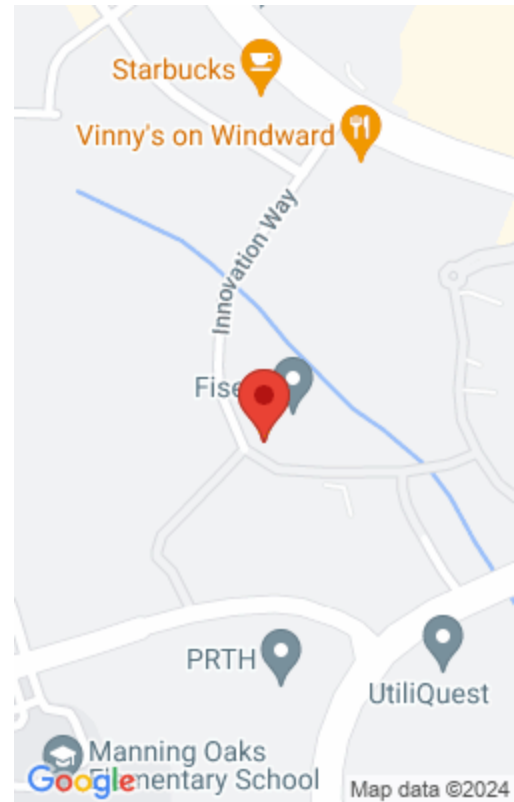 Starbucks
Vinny's on Windward
Innovation Way
Fise
PRTH
UtiliQuest
Manning Oaks
Elementary School
Google
Map data ©2024